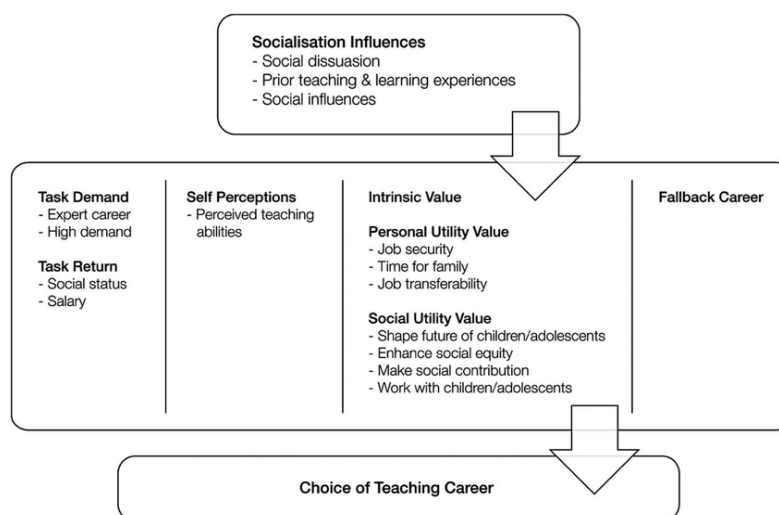 Socialisation Influences
- Social dissuasion
- Prior teaching & learning experiences
- Social influences
Task Demand
- Expert career
- High demand
Task Return
- Social status
- Salary
Self Perceptions
- Perceived teaching
abilities
Intrinsic Value
Personal Utility Value
- Job security
- Time for family
- Job transferability
Social Utility Value
- Shape future of children/adolescents
- Enhance social equity
- Make social contribution
- Work with children/adolescents
Fallback Career
Choice of Teaching Career